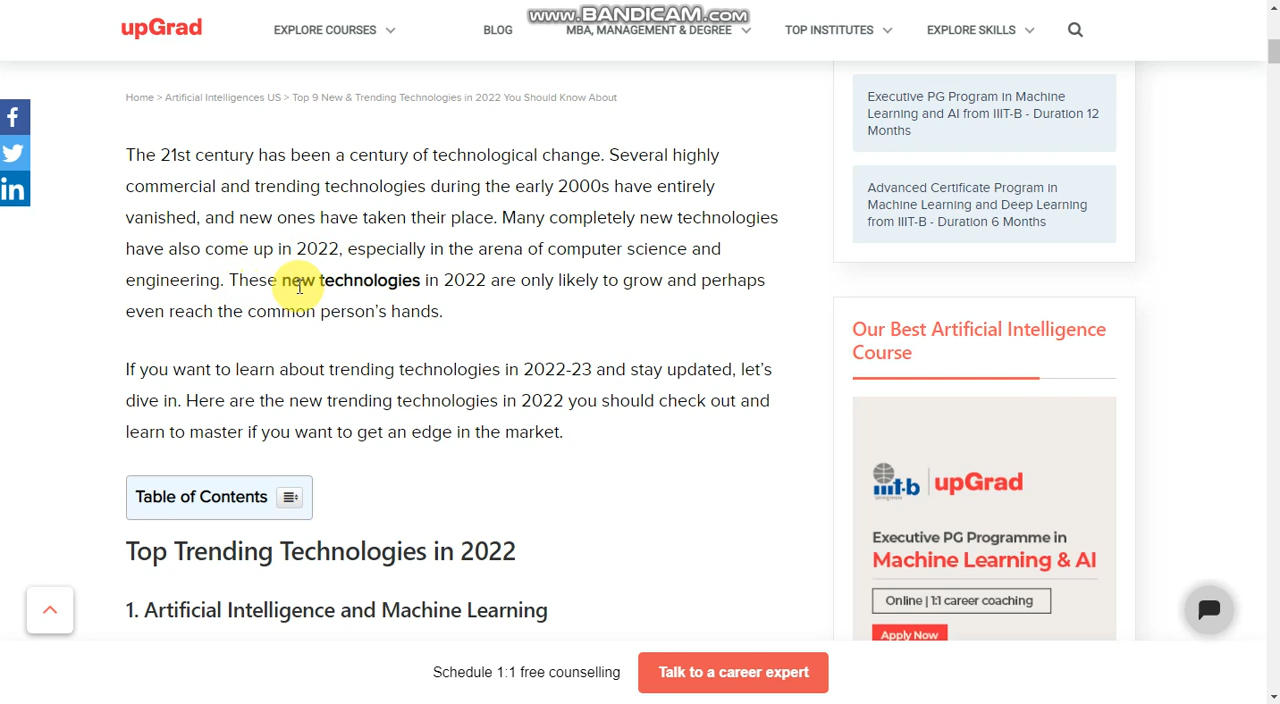 www.BANDICAM.com
upGrad
EXPLORE COURSES
BLOG
MBA, MANAGEMENT & DEGREE
TOP INSTITUTES
EXPLORE SKILLS
Home > Artificial Intelligences US > Top 9 New & Trending Technologies in 2022 You Should Know About
The 21st century has been a century of technological change. Several highly
commercial and trending technologies during the early 2000s have entirely
vanished, and new ones have taken their place. Many completely new technologies
have also come up in 2022, especially in the arena of computer science and
engineering. These new technologies in 2022 are only likely to grow and perhaps
even reach the common person's hands.
If you want to learn about trending technologies in 2022-23 and stay updated, let's
dive in. Here are the new trending technologies in 2022 you should check out and
learn to master if you want to get an edge in the market.
Table of Contents
Top Trending Technologies in 2022
1. Artificial Intelligence and Machine Learning
Executive PG Program in Machine
Learning and AI from IIIT-B - Duration 12
Months
Advanced Certificate Program in
Machine Learning and Deep Learning
from IIIT-B - Duration 6 Months
Our Best Artificial Intelligence
Course
iiit-b | upGrad
Executive PG Programme in
Machine Learning & AI
Online | 1:1 career coaching
Apply Now
Schedule 1:1 free counselling
Talk to a career expert